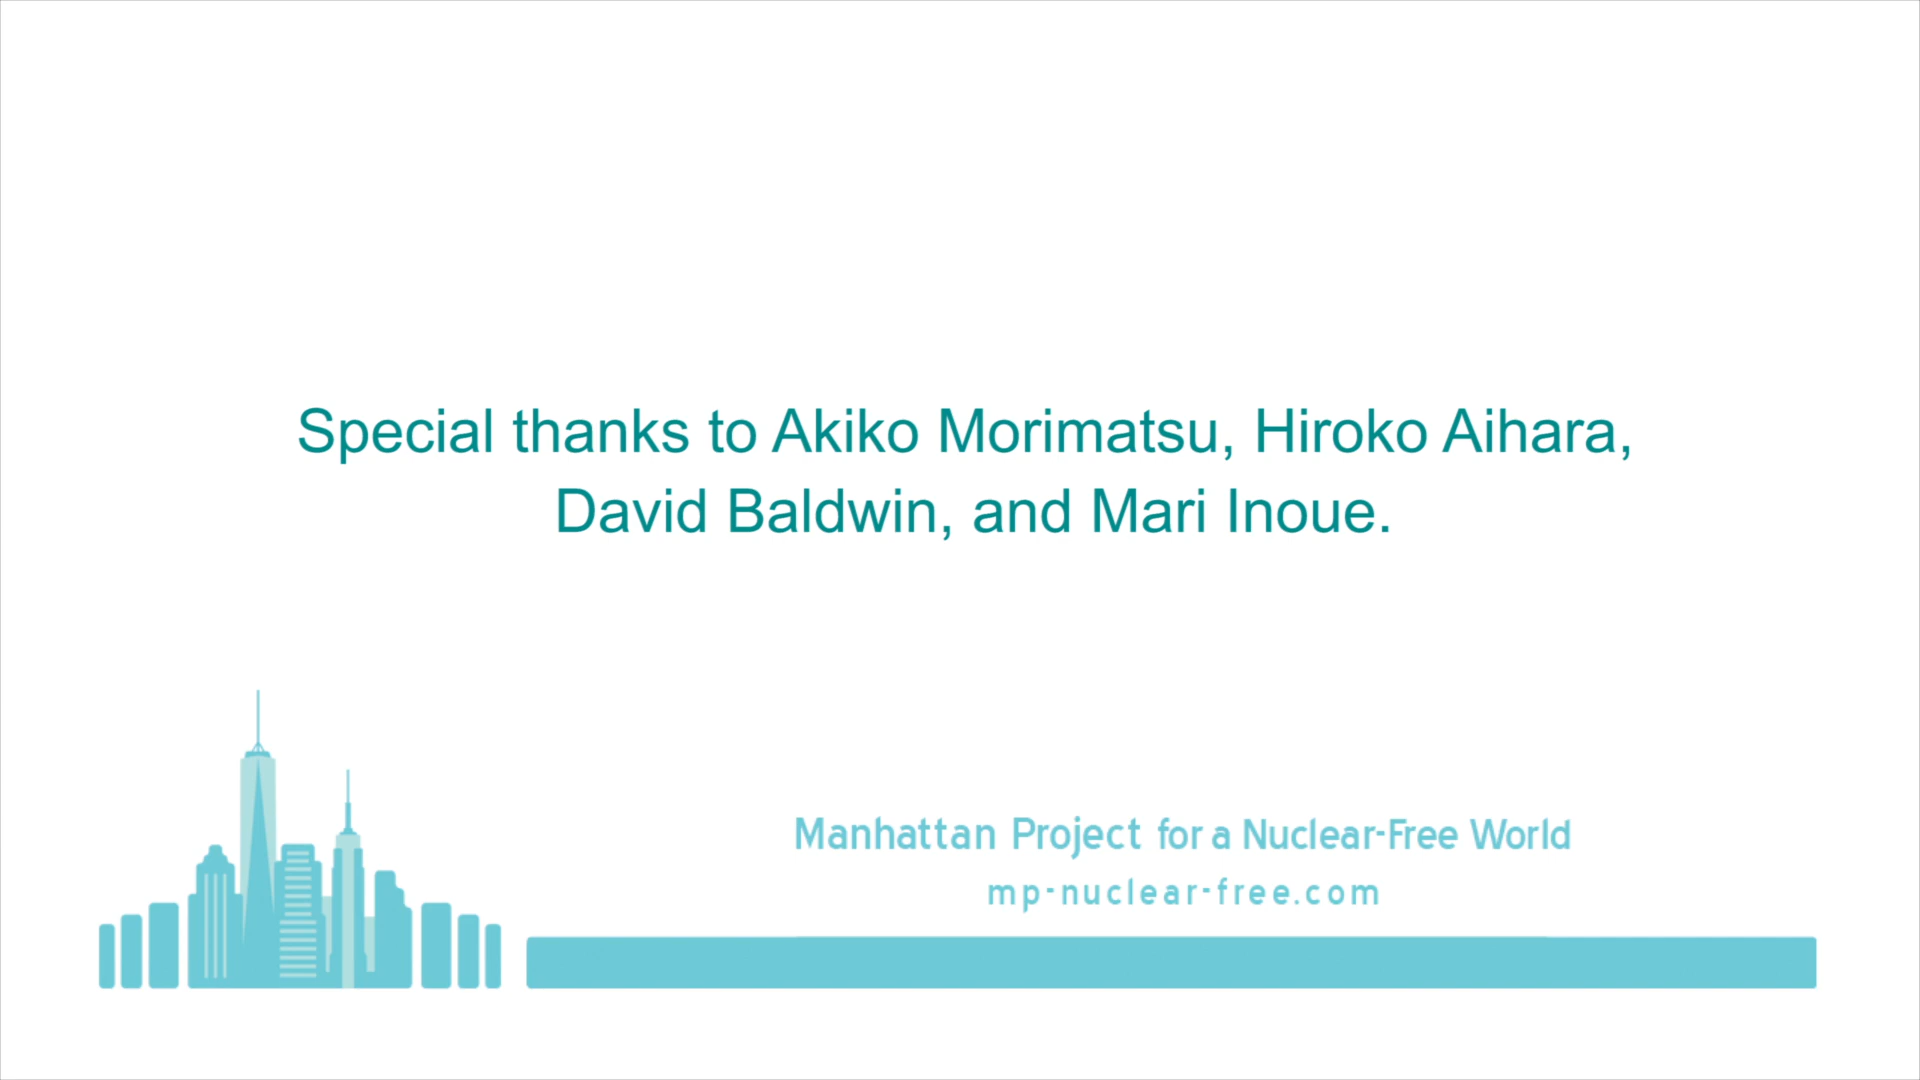 Special thanks to Akiko Morimatsu, Hiroko Aihara,
David Baldwin, and Mari Inoue.
Manhattan Project for a Nuclear-Free World
mp-nuclear-free.com